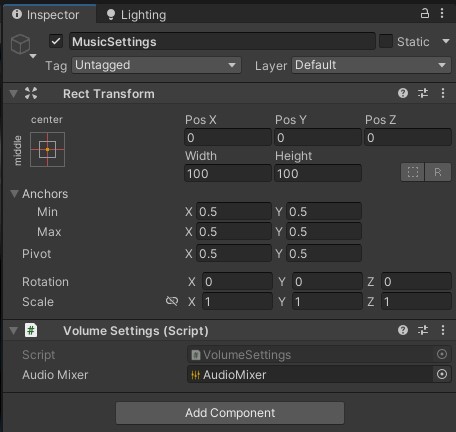 Inspector Lighting
MusicSettings Static
Tag Untagged Layer Default
Rect Transform
center
middle
Pos X Pos Y Pos Z
0 0 0
Width Height
100 100 R
Anchors
Min X 0.5 Y 0.5
Max X 0.5 Y 0.5
Pivot X 0.5 Y 0.5
Rotation X 0 Y 0 Z 0
Scale X 1 Y 1 Z 1
# Volume Settings (Script)
Script # VolumeSettings
Audio Mixer AudioMixer
Add Component